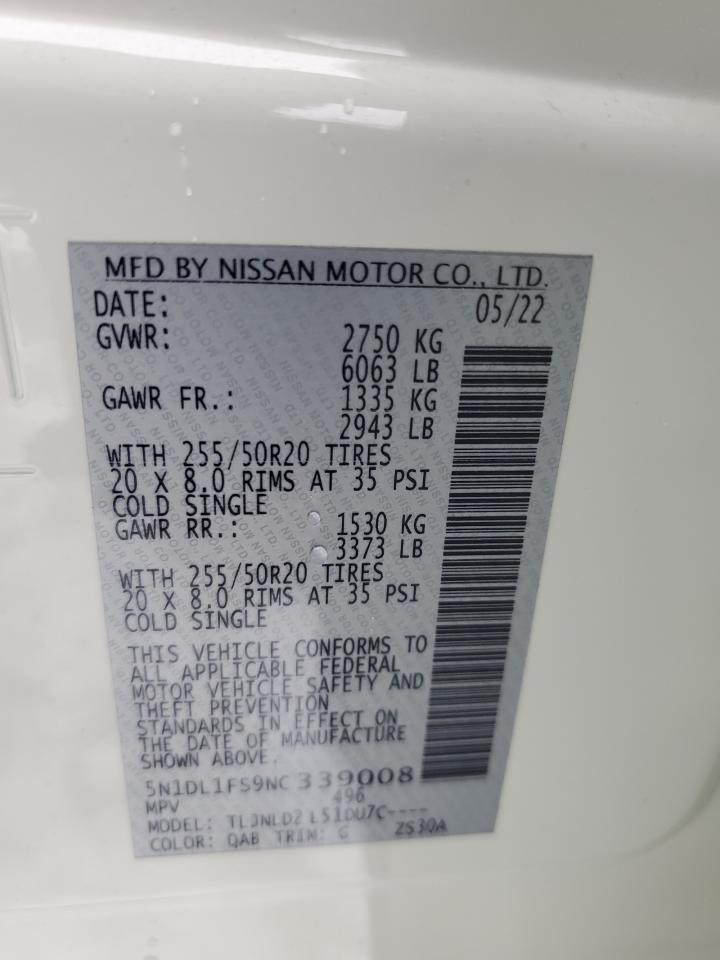 MFD BY NISSAN MOTOR CO., LTD.
DATE: 05/22
GVWR: 2750 KG
6063 LB
GAWR FR.: 1335 KG
2943 LB
WITH 255/50R20 TIRES
20 X 8.0 RIMS AT 35 PSI
COLD SINGLE
GAWR RR.: 1530 KG
3373 LB
WITH 255/50R20 TIRES
20 X 8.0 RIMS AT 35 PSI
COLD SINGLE
THIS VEHICLE CONFORMS TO
ALL APPLICABLE FEDERAL
MOTOR VEHICLE SAFETY AND
THEFT PREVENTION
STANDARDS IN EFFECT ON
THE DATE OF MANUFACTURE
SHOWN ABOVE.
5N1DL1FS9NC339008
MPV 496
MODEL: TLJNLD2 L51DU7C----
COLOR: QAB TRIM: G ZS30A